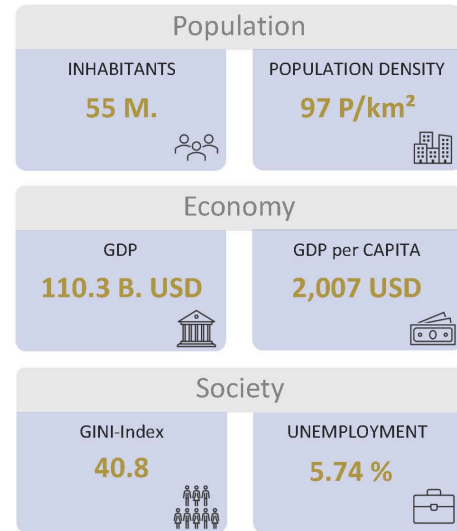 Population
INHABITANTS
55 M.
POPULATION DENSITY
97 P/km²
Economy
GDP
110.3 B. USD
GDP per CAPITA
2,007 USD
Society
GINI-Index
40.8
UNEMPLOYMENT
5.74 %